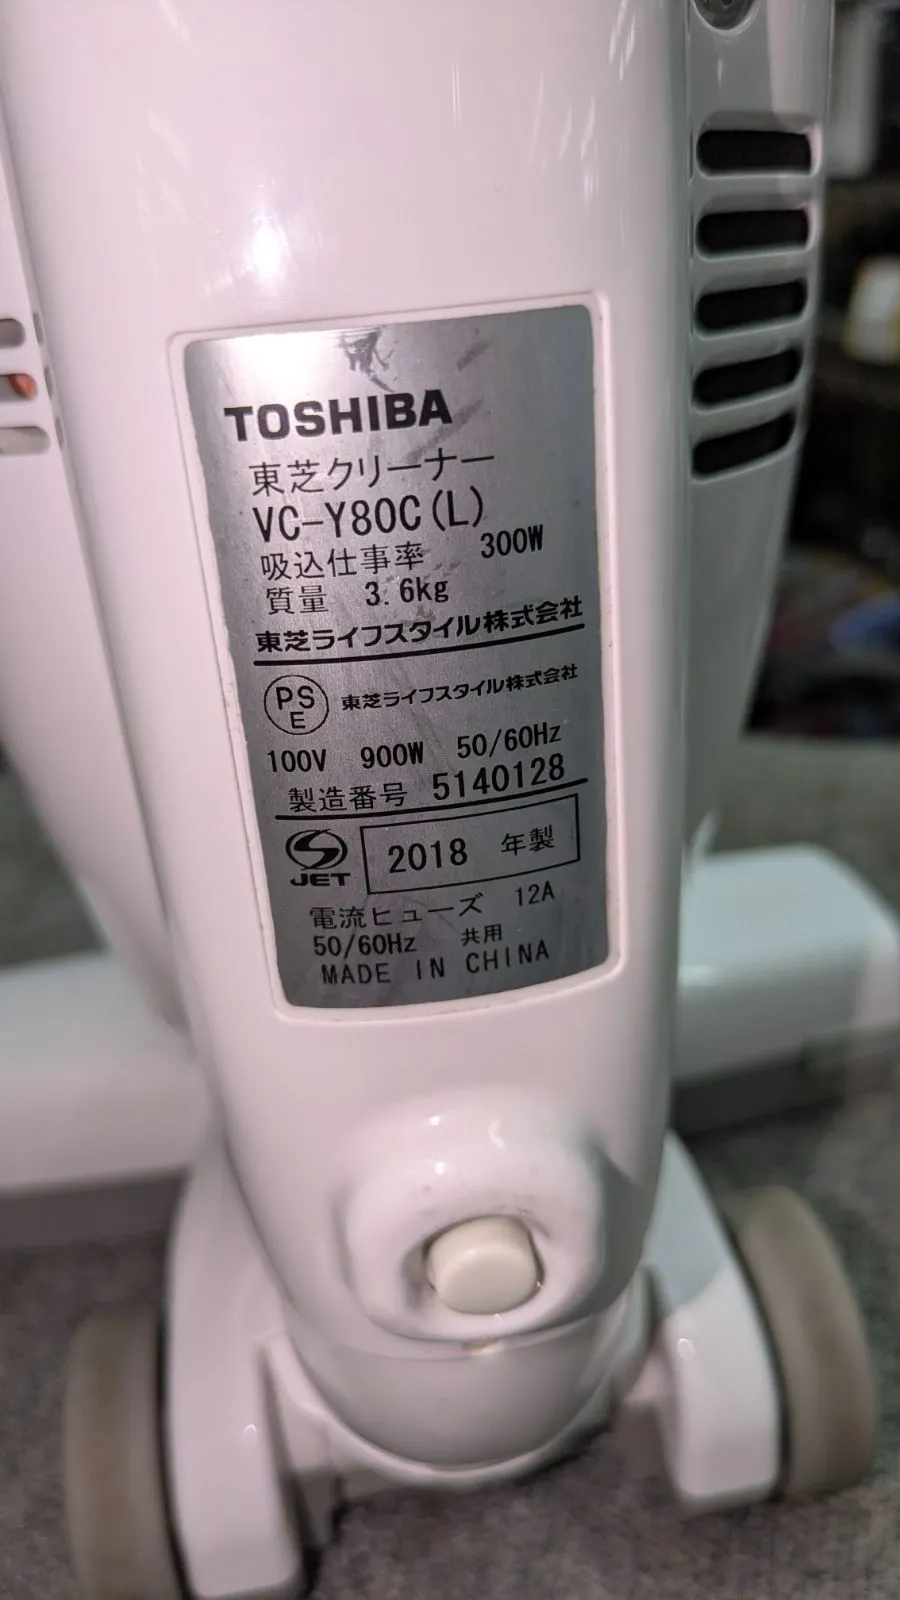 TOSHIBA
東芝クリーナー
VC-Y80C(L)
吸込仕事率 300W
質量 3.6kg
東芝ライフスタイル株式会社
PSE 東芝ライフスタイル株式会社
100V 900W 50/60Hz
製造番号 5140128
JET 2018 年製
電流ヒューズ 12A
50/60Hz 共用
MADE IN CHINA